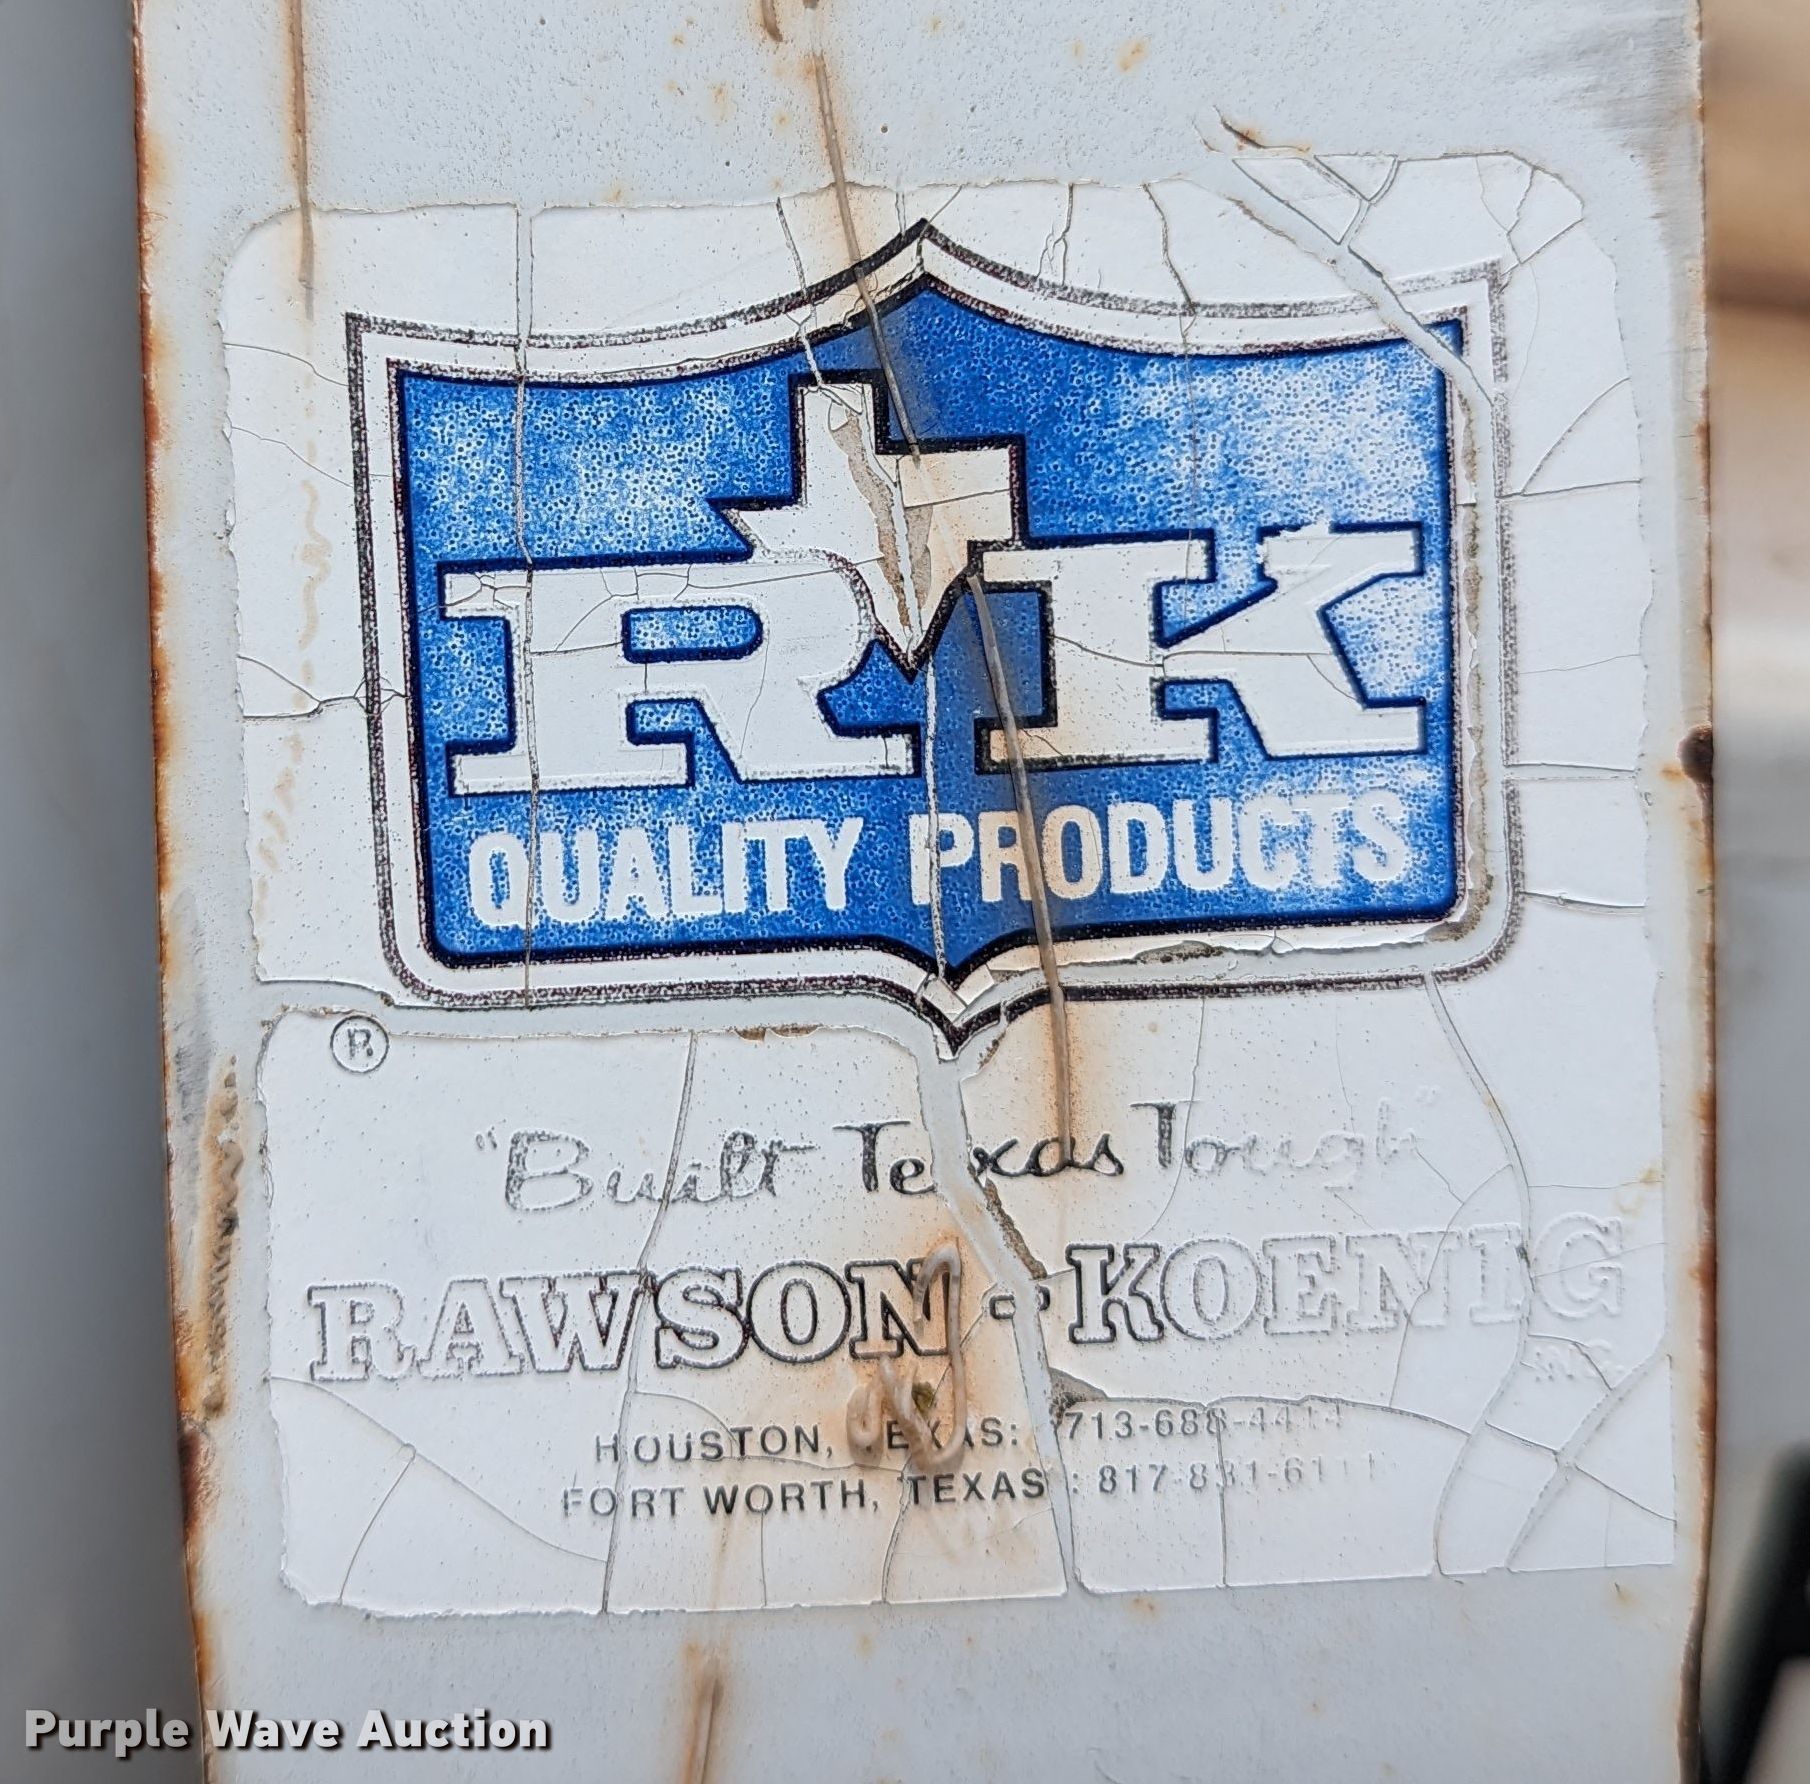 RK
QUALITY PRODUCTS
®
"Built Texas Tough"
RAWSON-KOENIG
INC.
HOUSTON, TEXAS: 713-688-4414
FORT WORTH, TEXAS: 817-831-6111
Purple Wave Auction